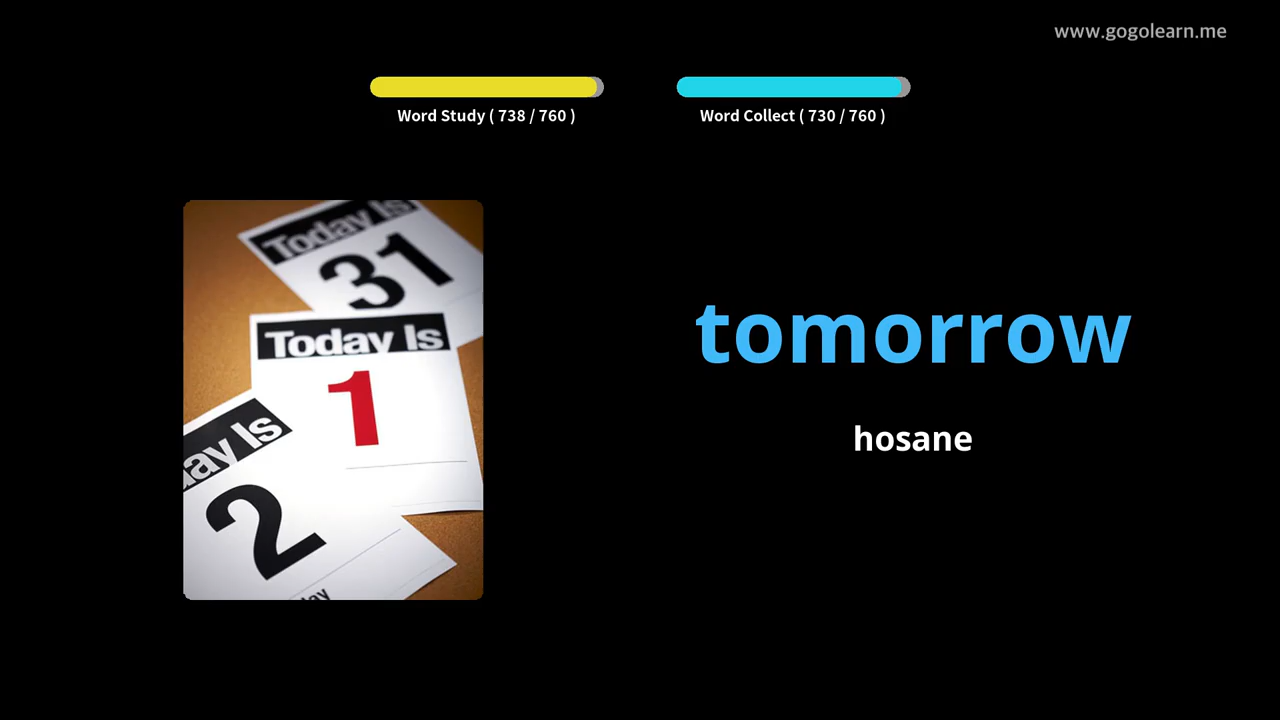 www.gogolearn.me
Word Study ( 738 / 760 )
Word Collect ( 730 / 760 )
Today Is
31
Today Is
1
day Is
2
tomorrow
hosane